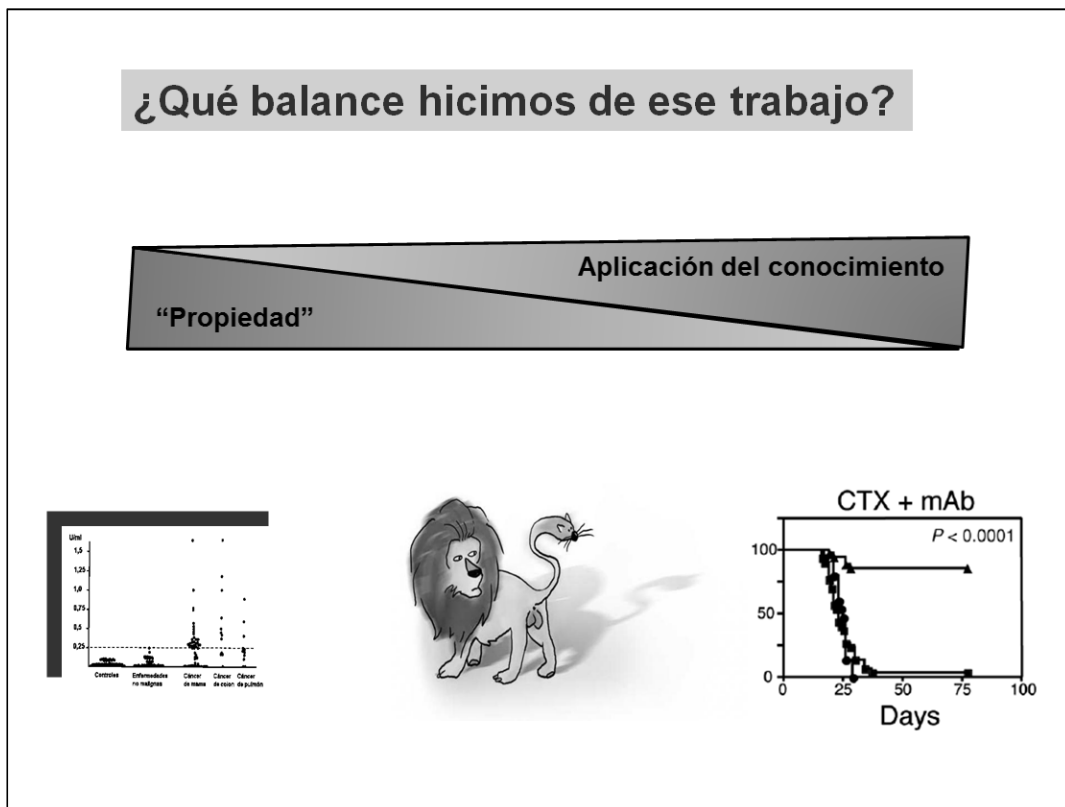 ¿Qué balance hicimos de ese trabajo?
Aplicación del conocimiento
“Propiedad”
U/ml
1,5
1,25
1,0
0,75
0,5
0,25
Controles
Enfermedades
no malignas
Cáncer
de mama
Cáncer
de colon
Cáncer
de pulmón
CTX + mAb
P < 0.0001
100
50
0
0
25
50
75
100
Days